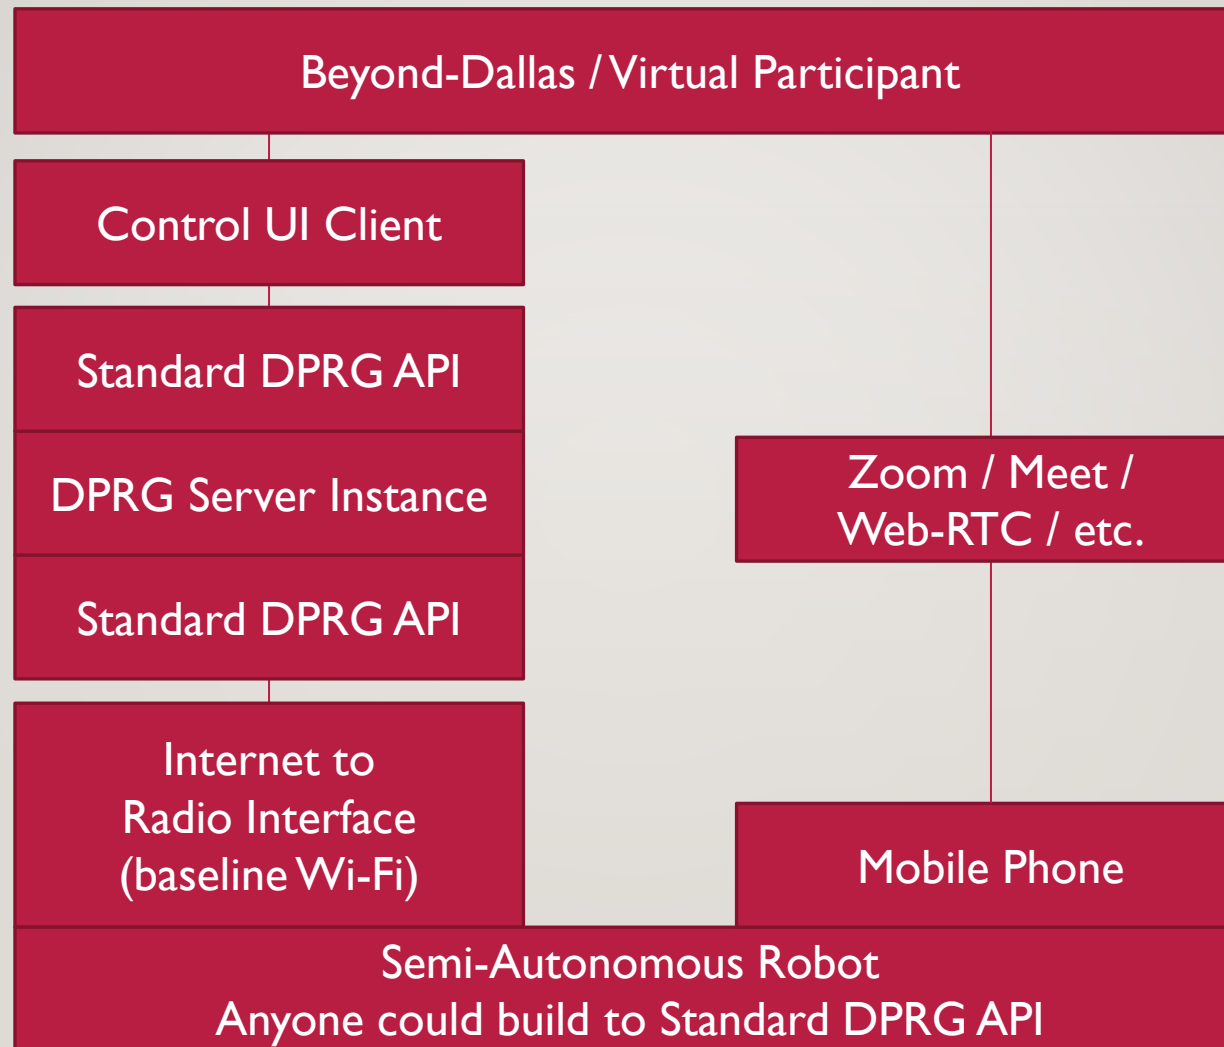 Beyond-Dallas / Virtual Participant
Control UI Client
Standard DPRG API
DPRG Server Instance
Standard DPRG API
Internet to
Radio Interface
(baseline Wi-Fi)
Zoom / Meet /
Web-RTC / etc.
Mobile Phone
Semi-Autonomous Robot
Anyone could build to Standard DPRG API